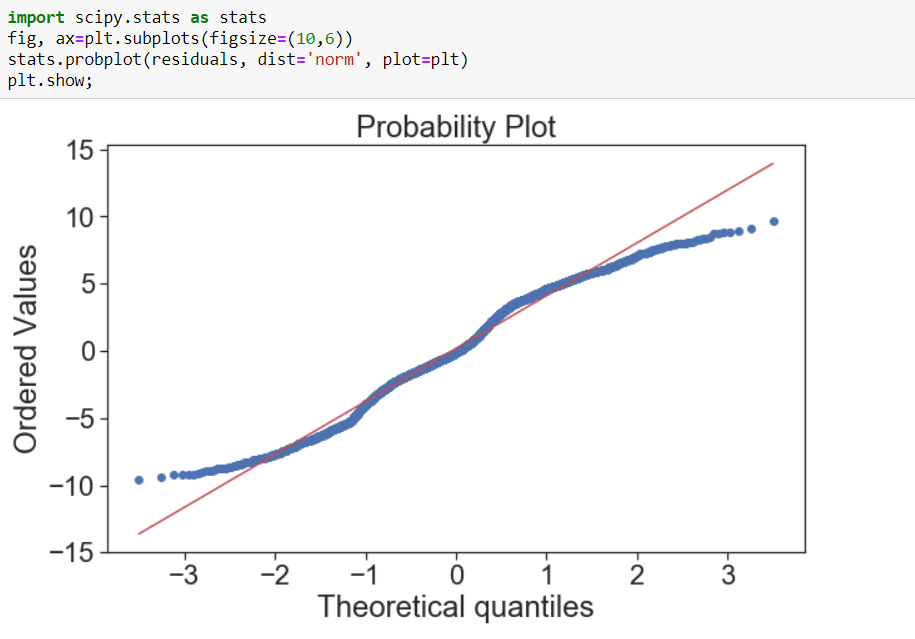 import scipy.stats as stats
fig, ax=plt.subplots(figsize=(10,6))
stats.probplot(residuals, dist='norm', plot=plt)
plt.show;
Probability Plot
15
10
5
0
−5
−10
−15
Ordered Values
−3 −2 −1 0 1 2 3
Theoretical quantiles